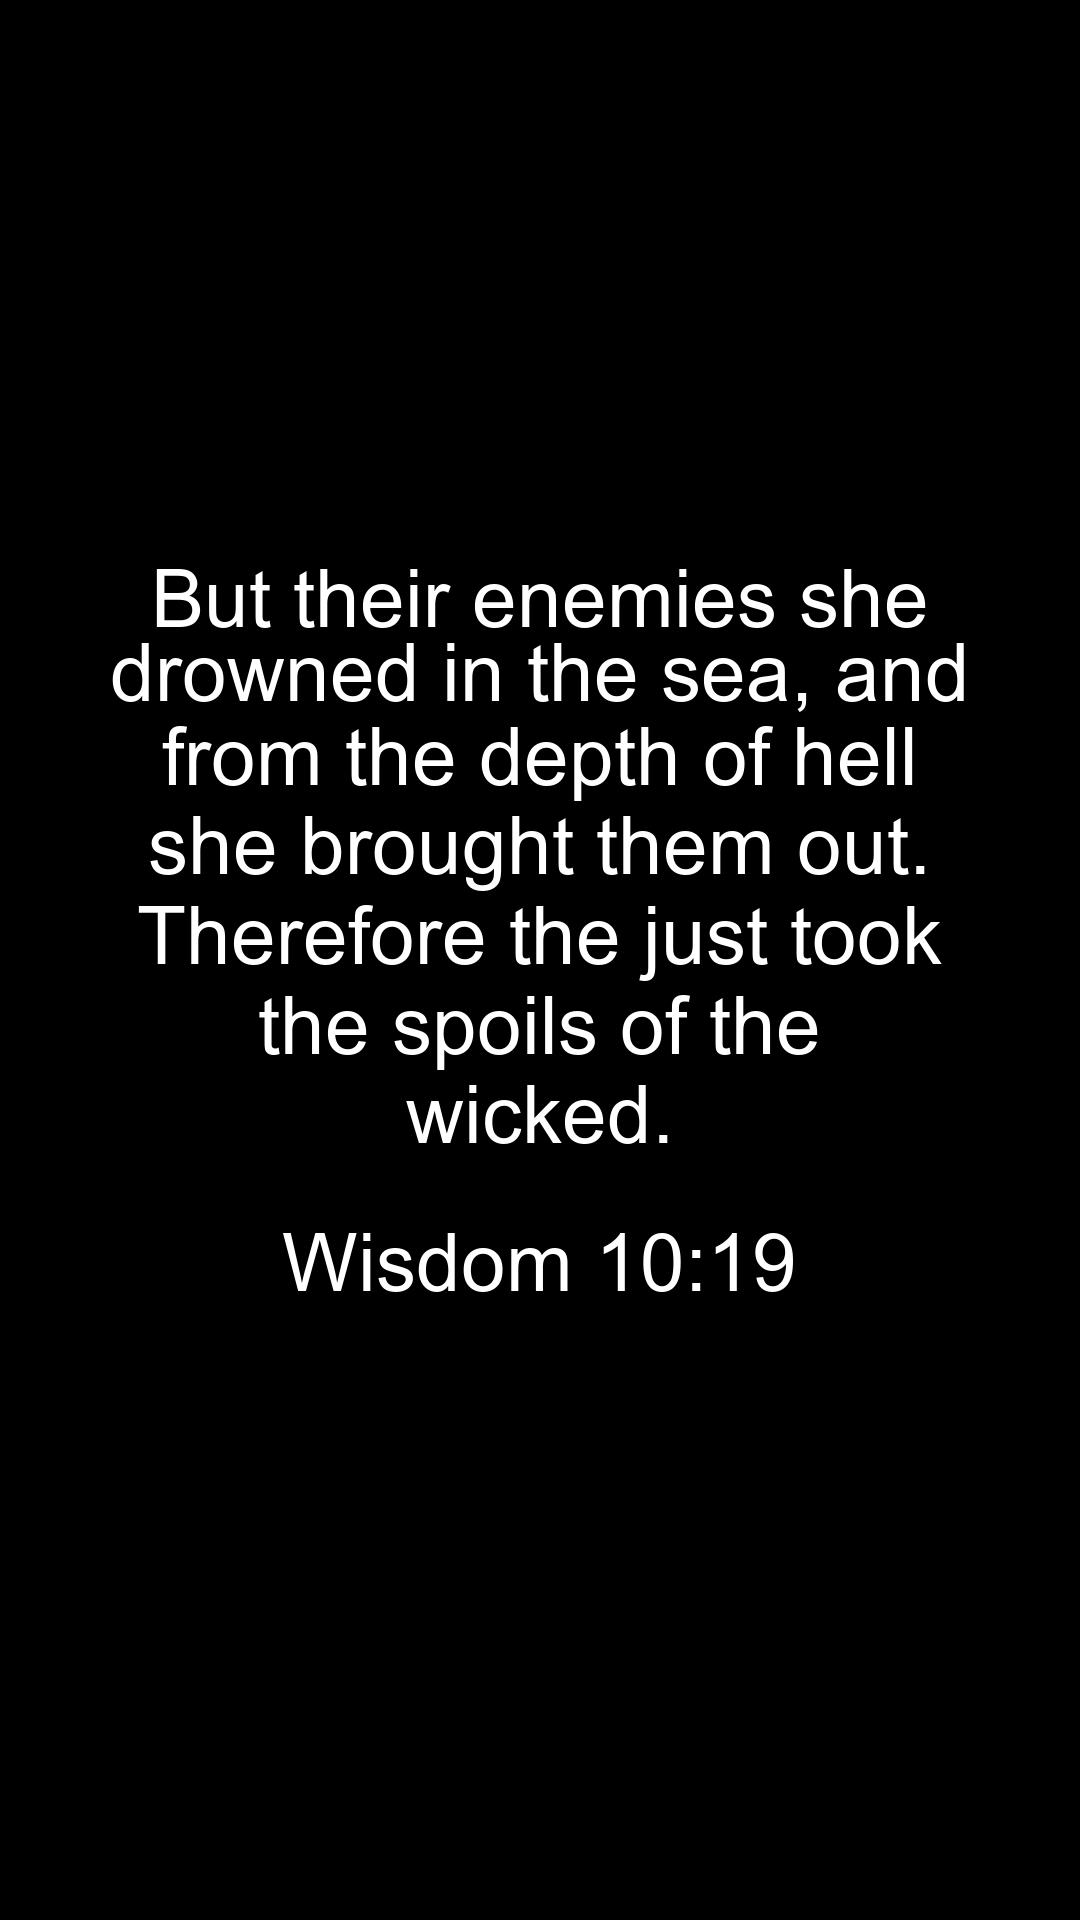 But their enemies she
drowned in the sea, and
from the depth of hell
she brought them out.
Therefore the just took
the spoils of the
wicked.
Wisdom 10:19